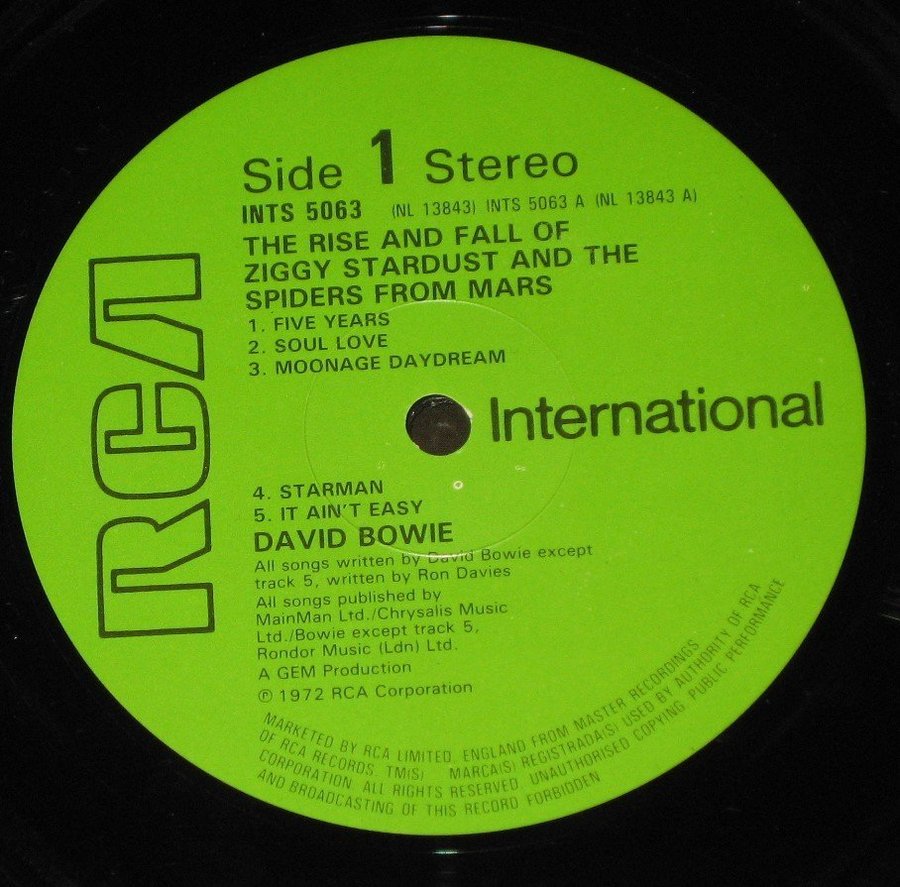 RCA
Side 1 Stereo
INTS 5063 (NL 13843) INTS 5063 A (NL 13843 A)
THE RISE AND FALL OF
ZIGGY STARDUST AND THE
SPIDERS FROM MARS
1. FIVE YEARS
2. SOUL LOVE
3. MOONAGE DAYDREAM
International
4. STARMAN
5. IT AIN'T EASY
DAVID BOWIE
All songs written by David Bowie except
track 5, written by Ron Davies
All songs published by
MainMan Ltd./Chrysalis Music
Ltd./Bowie except track 5,
Rondor Music (Ldn) Ltd.
A GEM Production
℗ 1972 RCA Corporation
MARKETED BY RCA LIMITED, ENGLAND FROM MASTER RECORDINGS
OF RCA RECORDS. TM(S) MARCA(S) REGISTRADA(S) USED BY AUTHORITY OF RCA
CORPORATION. ALL RIGHTS RESERVED. UNAUTHORISED COPYING, PUBLIC PERFORMANCE
AND BROADCASTING OF THIS RECORD FORBIDDEN